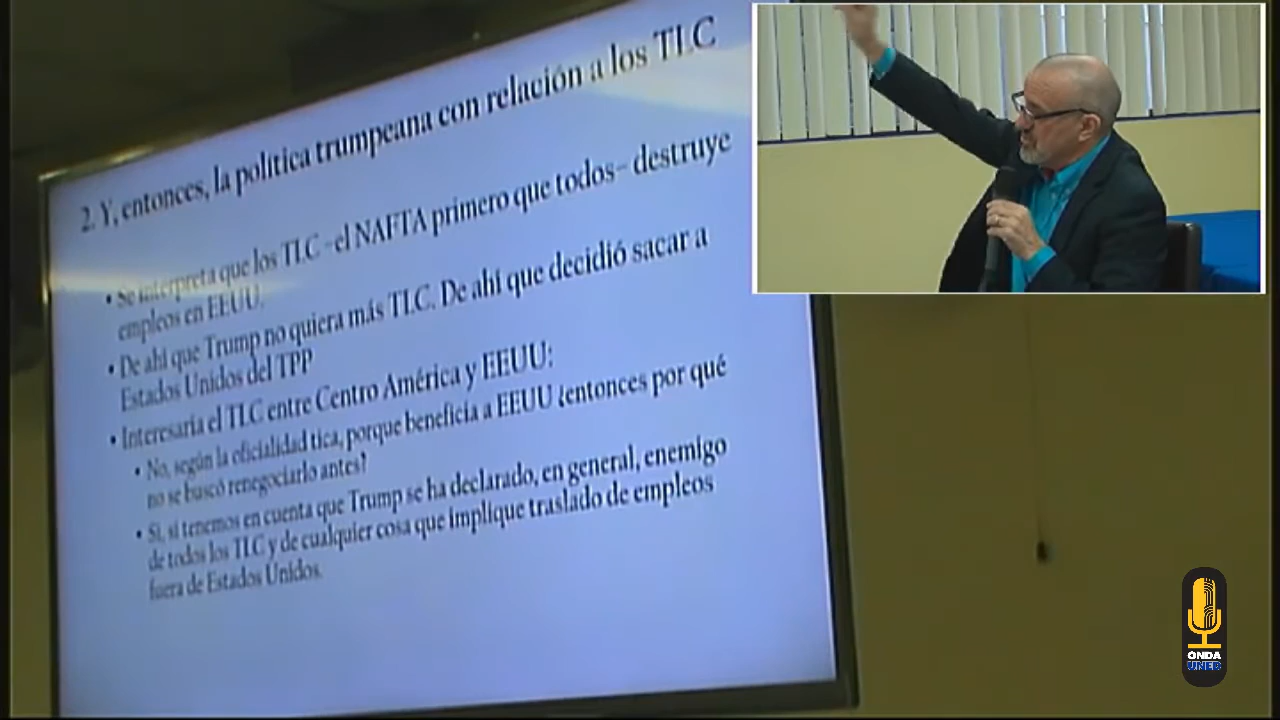 2. Y, entonces, la política trumpeana con relación a los TLC
• Se interpreta que los TLC -el NAFTA primero que todos- destruye
empleos en EEUU.
• De ahí que Trump no quiera más TLC. De ahí que decidió sacar a
Estados Unidos del TPP
• Interesaría el TLC entre Centro América y EEUU:
• No, según la oficialidad tica, porque beneficia a EEUU ¿entonces por qué
no se buscó renegociarlo antes?
• Si, si tenemos en cuenta que Trump se ha declarado, en general, enemigo
de todos los TLC y de cualquier cosa que implique traslado de empleos
fuera de Estados Unidos.
ONDA
UNED